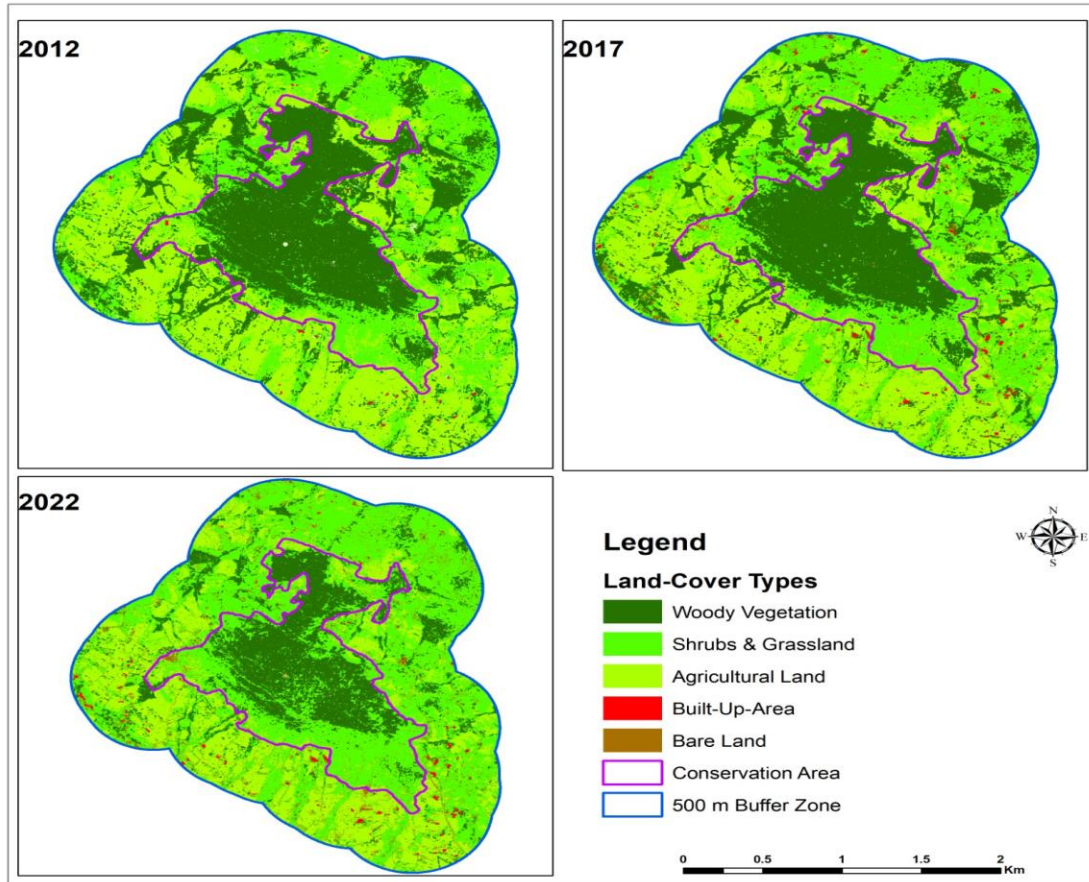 2012
2017
2022
Legend
Land-Cover Types
Woody Vegetation
Shrubs & Grassland
Agricultural Land
Built-Up-Area
Bare Land
Conservation Area
500 m Buffer Zone
N
W E
S
0 0.5 1 1.5 2
Km